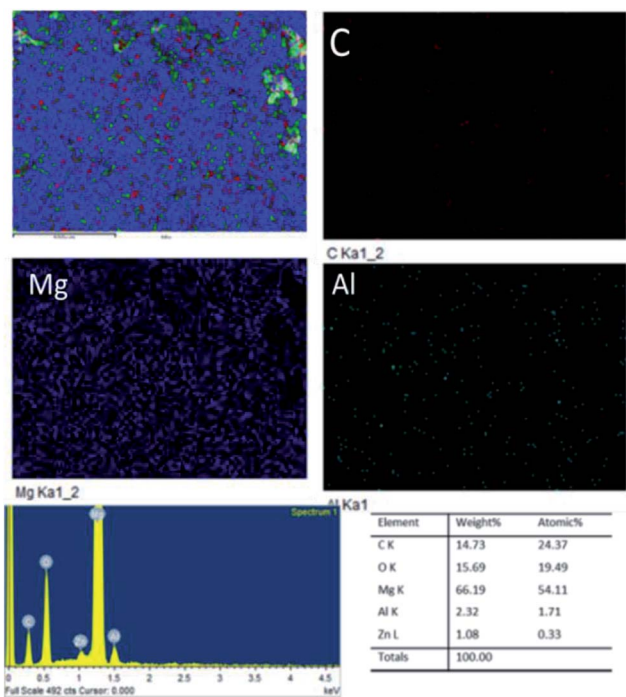 C
C Ka1_2
Mg
Al
Mg Ka1_2
Al Ka1
Spectrum 1
C
O
Zn
Mg
Al
0 0.5 1 1.5 2 2.5 3 3.5 4 4.5
Full Scale 492 cts Cursor: 0.000 keV
Element Weight% Atomic%
C K 14.73 24.37
O K 15.69 19.49
Mg K 66.19 54.11
Al K 2.32 1.71
Zn L 1.08 0.33
Totals 100.00